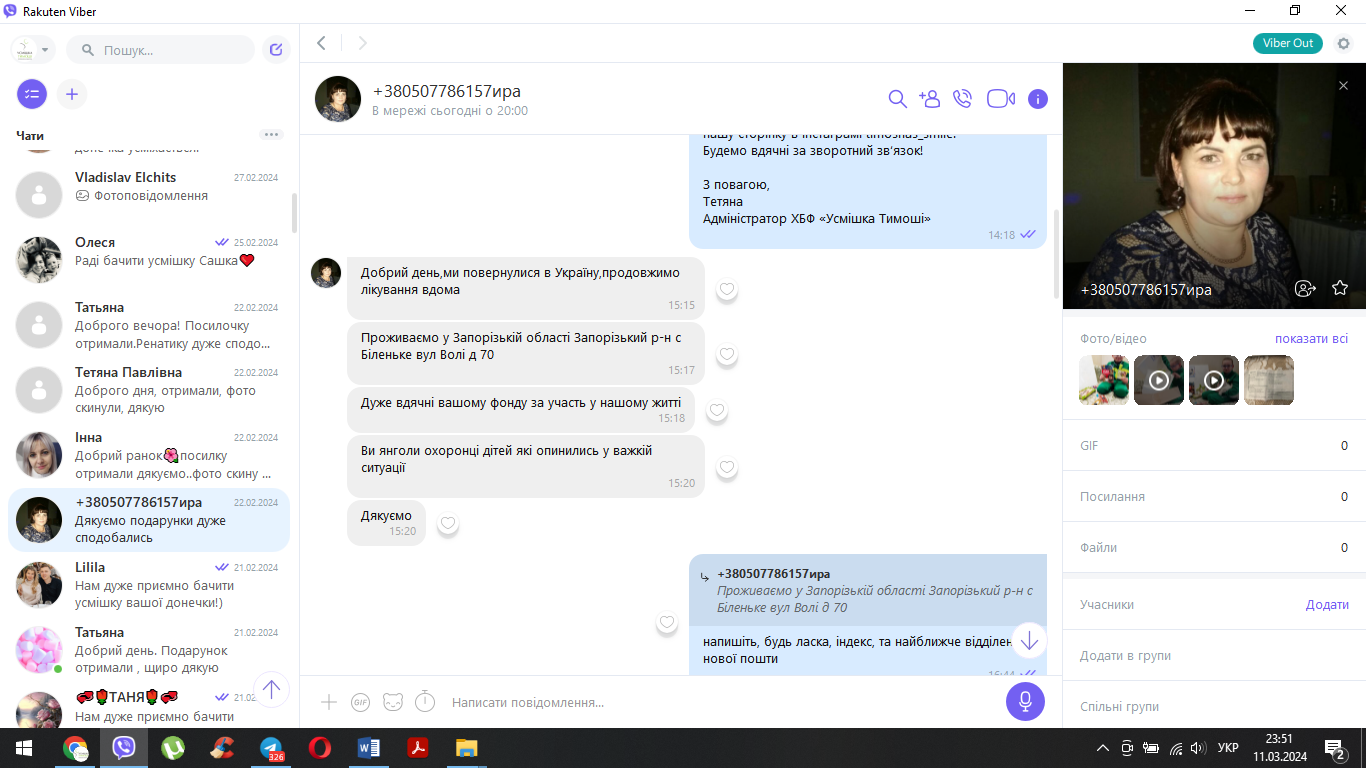 Rakuten Viber
Пошук...
Viber Out
Чати
донечка усміхається!
Vladislav Elchits 27.02.2024
Фотоповідомлення
Олеся 25.02.2024
Раді бачити усмішку Сашка❤
Татьяна 22.02.2024
Доброго вечора! Посилочку
отримали.Ренатику дуже сподо...
Тетяна Павлівна 22.02.2024
Доброго дня, отримали, фото
скинули, дякую
Інна 22.02.2024
Добрий ранок🌺посилку
отримали дякуємо..фото скину ...
+380507786157ира 22.02.2024
Дякуємо подарунки дуже
сподобались
Lilila 21.02.2024
Нам дуже приємно бачити
усмішку вашої донечки!)
Татьяна 21.02.2024
Добрий день. Подарунок
отримали , щиро дякую
💋🌹ТАНЯ🌹💋 21.02
Нам дуже приємно бачити
+380507786157ира
В мережі сьогодні о 20:00
нашу сторінку в інстаграмі timoshas_smile.
Будемо вдячні за зворотний зв'язок!
З повагою,
Тетяна
Адміністратор ХБФ «Усмішка Тимоші»
14:18
Добрий день,ми повернулися в Україну,продовжимо
лікування вдома
15:15
Проживаємо у Запорізькій області Запорізький р-н с
Біленьке вул Волі д 70
15:17
Дуже вдячні вашому фонду за участь у нашому житті
15:18
Ви янголи охоронці дітей які опинились у важкій
ситуації
15:20
Дякуємо
15:20
+380507786157ира
Проживаємо у Запорізькій області Запорізький р-н с
Біленьке вул Волі д 70
напишіть, будь ласка, індекс, та найближче відділен
нової пошти
16:44
GIF
Написати повідомлення...
+380507786157ира
Фото/відео показати всі
GIF 0
Посилання 0
Файли 0
Учасники Додати
Додати в групи
Спільні групи
326
УКР
23:51
11.03.2024
2